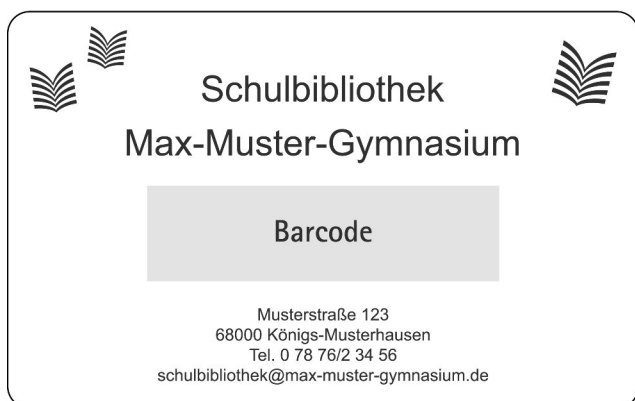 Schulbibliothek
Max-Muster-Gymnasium
Barcode
Musterstraße 123
68000 Königs-Musterhausen
Tel. 0 78 76/2 34 56
schulbibliothek@max-muster-gymnasium.de